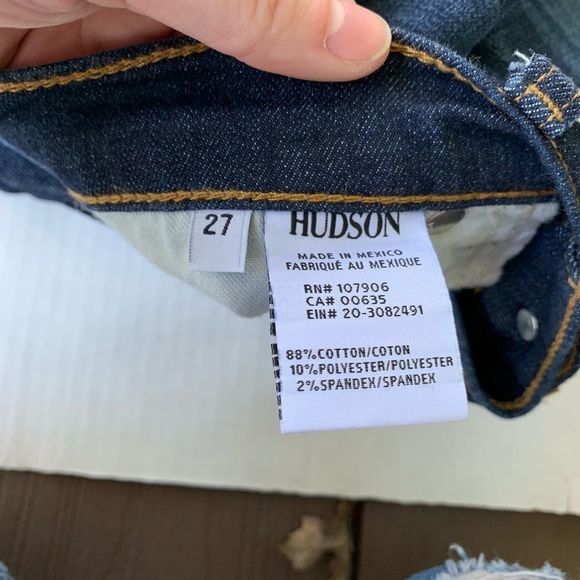 27
HUDSON
MADE IN MEXICO
FABRIQUÉ AU MEXIQUE
RN# 107906
CA# 00635
EIN# 20-3082491
88%COTTON/COTON
10%POLYESTER/POLYESTER
2%SPANDEX/SPANDEX